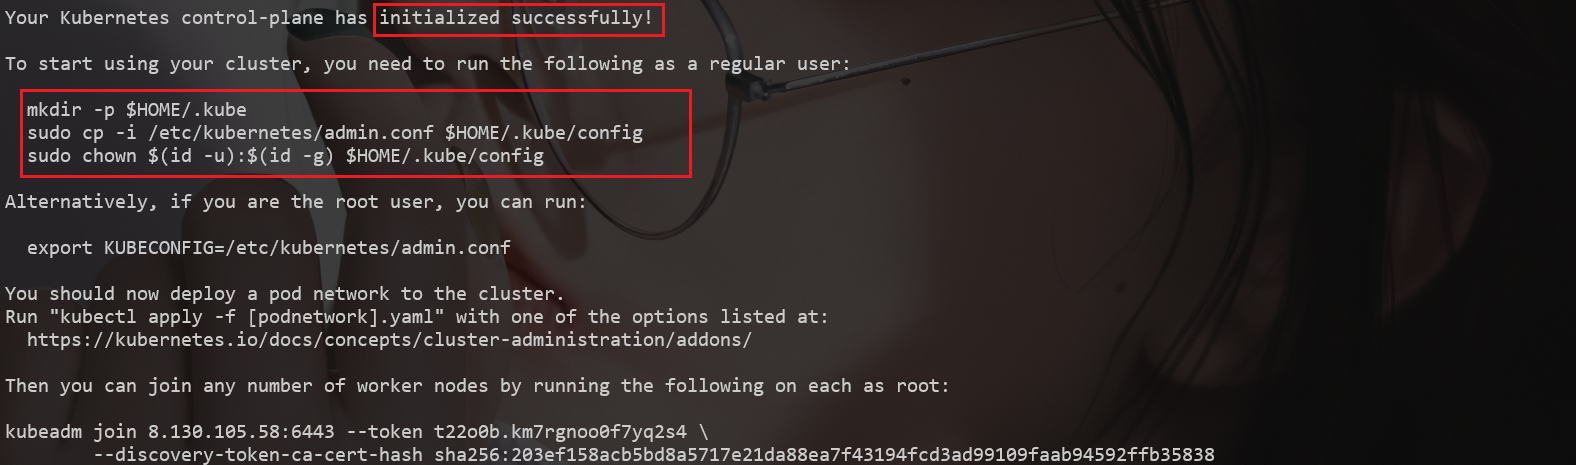 Your Kubernetes control-plane has initialized successfully!
To start using your cluster, you need to run the following as a regular user:
mkdir -p $HOME/.kube
sudo cp -i /etc/kubernetes/admin.conf $HOME/.kube/config
sudo chown $(id -u):$(id -g) $HOME/.kube/config
Alternatively, if you are the root user, you can run:
export KUBECONFIG=/etc/kubernetes/admin.conf
You should now deploy a pod network to the cluster.
Run "kubectl apply -f [podnetwork].yaml" with one of the options listed at:
https://kubernetes.io/docs/concepts/cluster-administration/addons/
Then you can join any number of worker nodes by running the following on each as root:
kubeadm join 8.130.105.58:6443 --token t22o0b.km7rgnoo0f7yq2s4 \
--discovery-token-ca-cert-hash sha256:203ef158acb5bd8a5717e21da88ea7f43194fcd3ad99109faab94592ffb35838